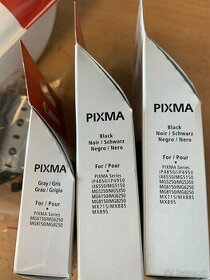 PIXMA
Gray / Gris
Grau / Grigio
For / Pour
PIXMA Series
MG6150/MG6250
MG8150/MG8250
PIXMA
Black
Noir / Schwarz
Negro / Nero
For / Pour
PIXMA Series
iP4850/iP4950
iX6550/MG5150
MG5250/MG5350
MG6150/MG6250
MG8150/MG8250
MX715/MX885
MX895
PIXMA
Black
Noir / Schwarz
Negro / Nero
For / Pour
PIXMA Series
iP4850/iP4950
MG5150
MG5250/MG5350
MG6150/MG6250
MG8150/MG8250
MX715/MX885
MX895